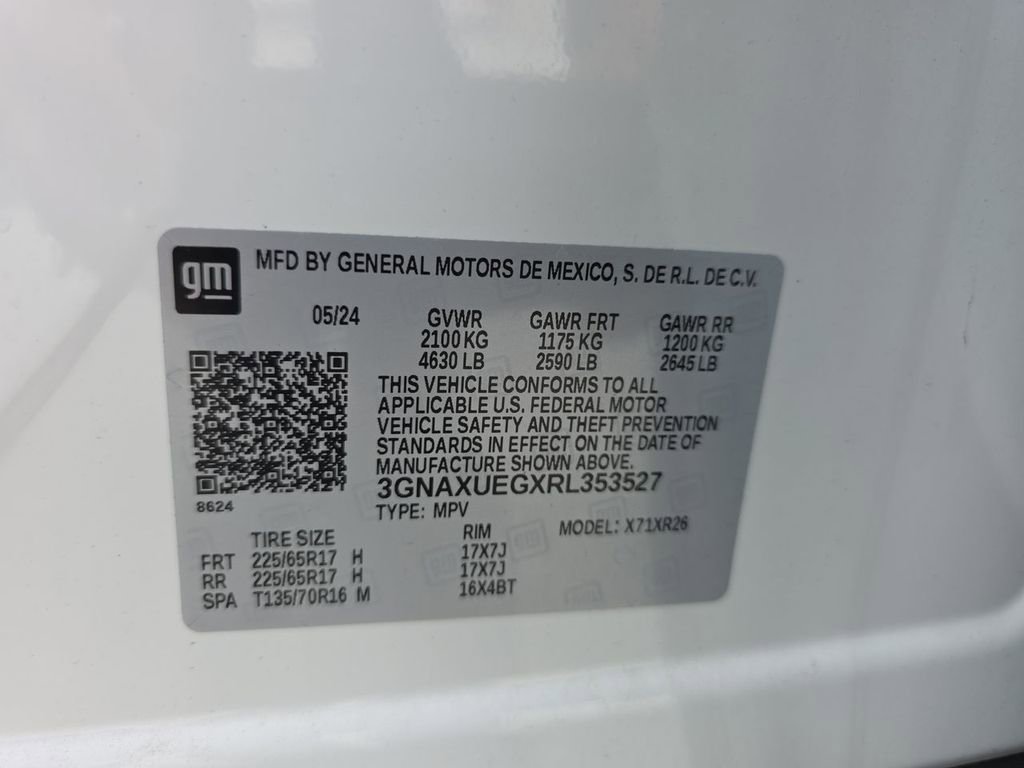 gm
MFD BY GENERAL MOTORS DE MEXICO, S. DE R.L. DE C.V.
05/24 GVWR GAWR FRT GAWR RR
2100 KG 1175 KG 1200 KG
4630 LB 2590 LB 2645 LB
THIS VEHICLE CONFORMS TO ALL
APPLICABLE U.S. FEDERAL MOTOR
VEHICLE SAFETY AND THEFT PREVENTION
STANDARDS IN EFFECT ON THE DATE OF
MANUFACTURE SHOWN ABOVE.
3GNAXUEGXRL353527
8624
TYPE: MPV MODEL: X71XR26
TIRE SIZE RIM
FRT 225/65R17 H 17X7J
RR 225/65R17 H 17X7J
SPA T135/70R16 M 16X4BT